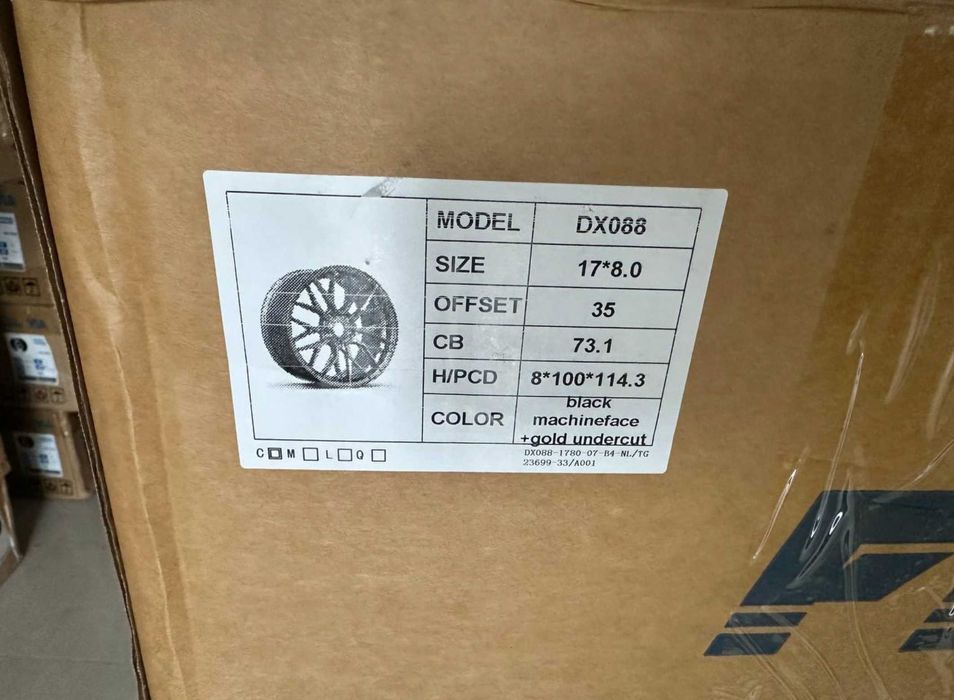 MODEL DX088
SIZE 17*8.0
OFFSET 35
CB 73.1
H/PCD 8*100*114.3
COLOR black
machineface
+gold undercut
C M L Q
DX088-1780-07-B4-NL/TG
23699-33/A001